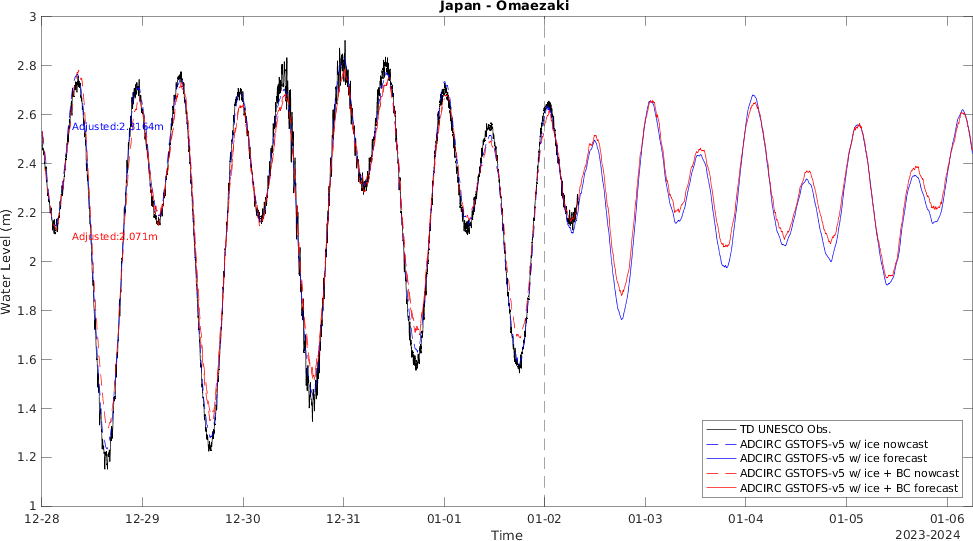 Japan - Omaezaki
3
2.8
2.6
2.4
2.2
2
1.8
1.6
1.4
1.2
1
Water Level (m)
Adjusted:2.3164m
Adjusted:2.071m
TD UNESCO Obs.
ADCIRC GSTOFS-v5 w/ ice nowcast
ADCIRC GSTOFS-v5 w/ ice forecast
ADCIRC GSTOFS-v5 w/ ice + BC nowcast
ADCIRC GSTOFS-v5 w/ ice + BC forecast
12-28 12-29 12-30 12-31 01-01 01-02 01-03 01-04 01-05 01-06
Time
2023-2024